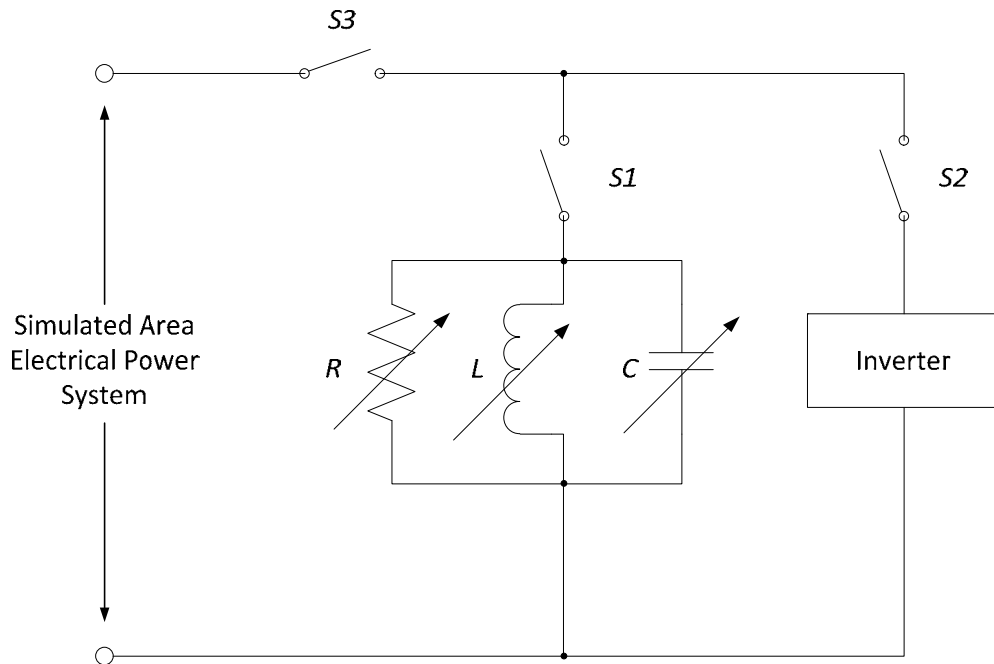 S3
S1
S2
Simulated Area
Electrical Power
System
R
L
C
Inverter